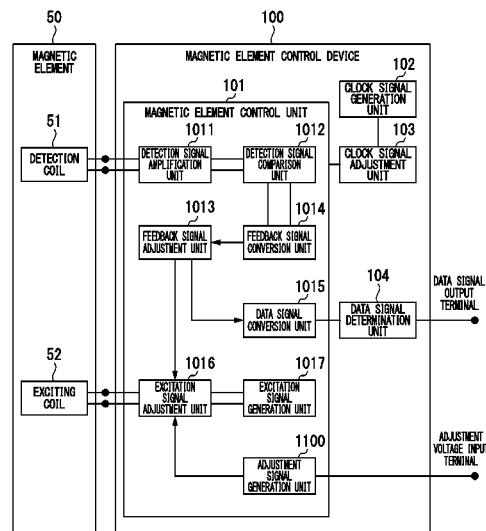 50
100
MAGNETIC
ELEMENT
MAGNETIC ELEMENT CONTROL DEVICE
102
101
CLOCK SIGNAL
GENERATION
UNIT
MAGNETIC ELEMENT CONTROL UNIT
51
1011
1012
103
DETECTION
COIL
DETECTION SIGNAL
AMPLIFICATION
UNIT
DETECTION SIGNAL
COMPARISON
UNIT
CLOCK SIGNAL
ADJUSTMENT
UNIT
1013
1014
FEEDBACK SIGNAL
ADJUSTMENT UNIT
FEEDBACK SIGNAL
CONVERSION UNIT
1015
104
DATA SIGNAL
OUTPUT
TERMINAL
DATA SIGNAL
CONVERSION UNIT
DATA SIGNAL
DETERMINATION
UNIT
52
1016
1017
EXCITING
COIL
EXCITATION SIGNAL
ADJUSTMENT UNIT
EXCITATION
SIGNAL
GENERATION UNIT
1100
ADJUSTMENT
VOLTAGE INPUT
TERMINAL
ADJUSTMENT
SIGNAL
GENERATION UNIT